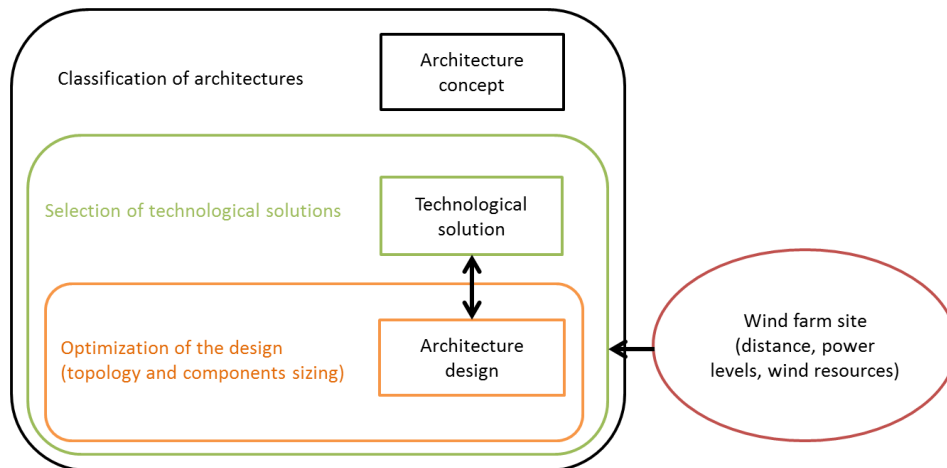 Classification of architectures
Architecture
concept
Selection of technological solutions
Technological
solution
Optimization of the design
(topology and components sizing)
Architecture
design
Wind farm site
(distance, power
levels, wind resources)